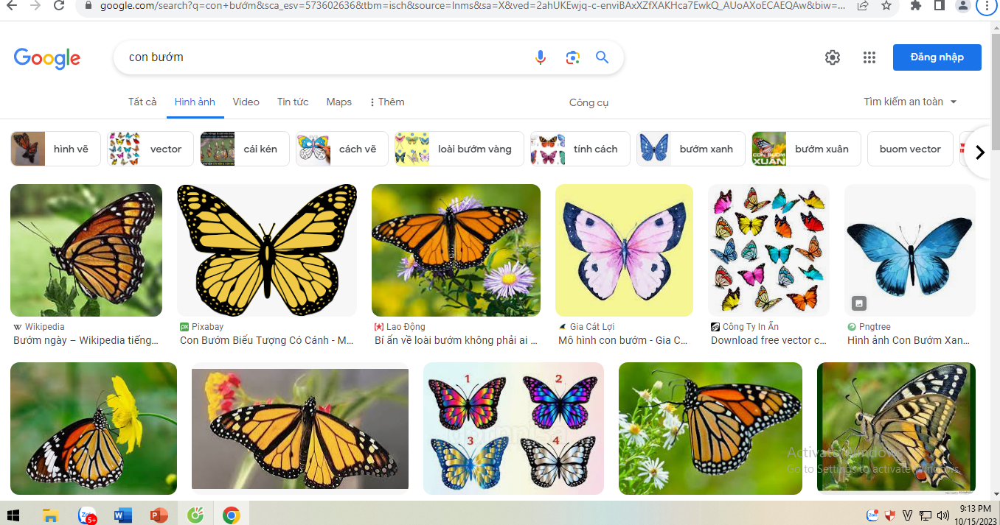 google.com/search?q=con+bướm&sca_esv=573602636&tbm=isch&source=lnms&sa=X&ved=2ahUKEwjq-c-enviBAxXZfXAKHca7EwkQ_AUoAXoECAEQAw&biw=...
Google
con bướm
Đăng nhập
Tất cả Hình ảnh Video Tin tức Maps Thêm Công cụ Tìm kiếm an toàn
hình vẽ vector cái kén cách vẽ loài bướm vàng tính cách bướm xanh bướm xuân buom vector
CON BƯỚM
XUÂN
Wikipedia Pixabay Lao Động Gia Cát Lợi Công Ty In Ấn Pngtree
Bướm ngày – Wikipedia tiếng... Con Bướm Biểu Tượng Có Cánh - M... Bí ẩn về loài bướm không phải ai ... Mô hình con bướm - Gia C... Download free vector c... Hình ảnh Con Bướm Xan...
1 2
3 4
Activate Windows
Go to Settings to activate Windows.
Zalo 5+ W P Zalo V 9:13 PM
10/15/2023